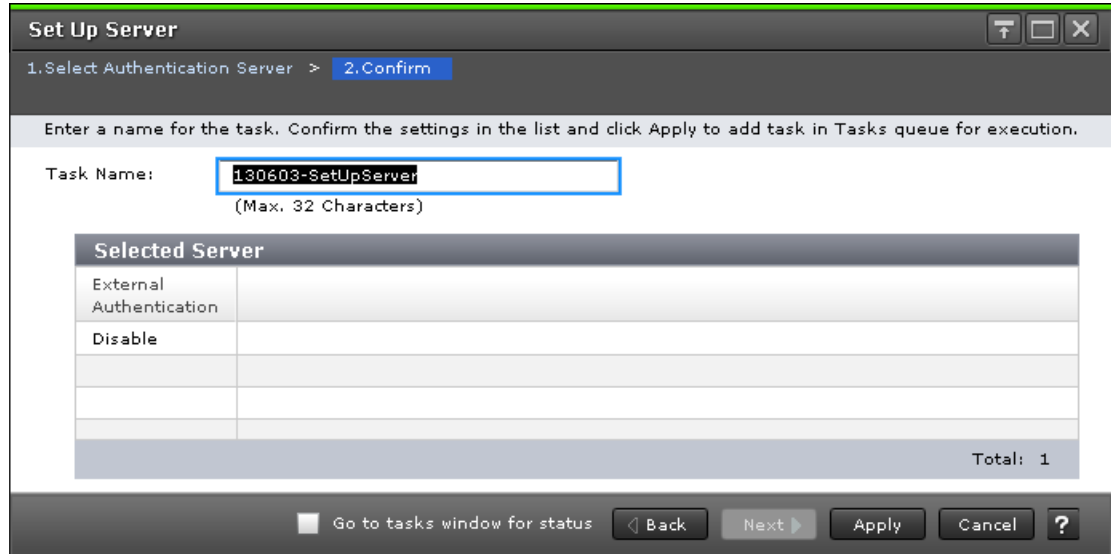 Set Up Server
1.Select Authentication Server > 2.Confirm
Enter a name for the task. Confirm the settings in the list and click Apply to add task in Tasks queue for execution.
Task Name: 130603-SetUpServer
(Max. 32 Characters)
Selected Server
External
Authentication
Disable
Total: 1
Go to tasks window for status Back Next Apply Cancel ?